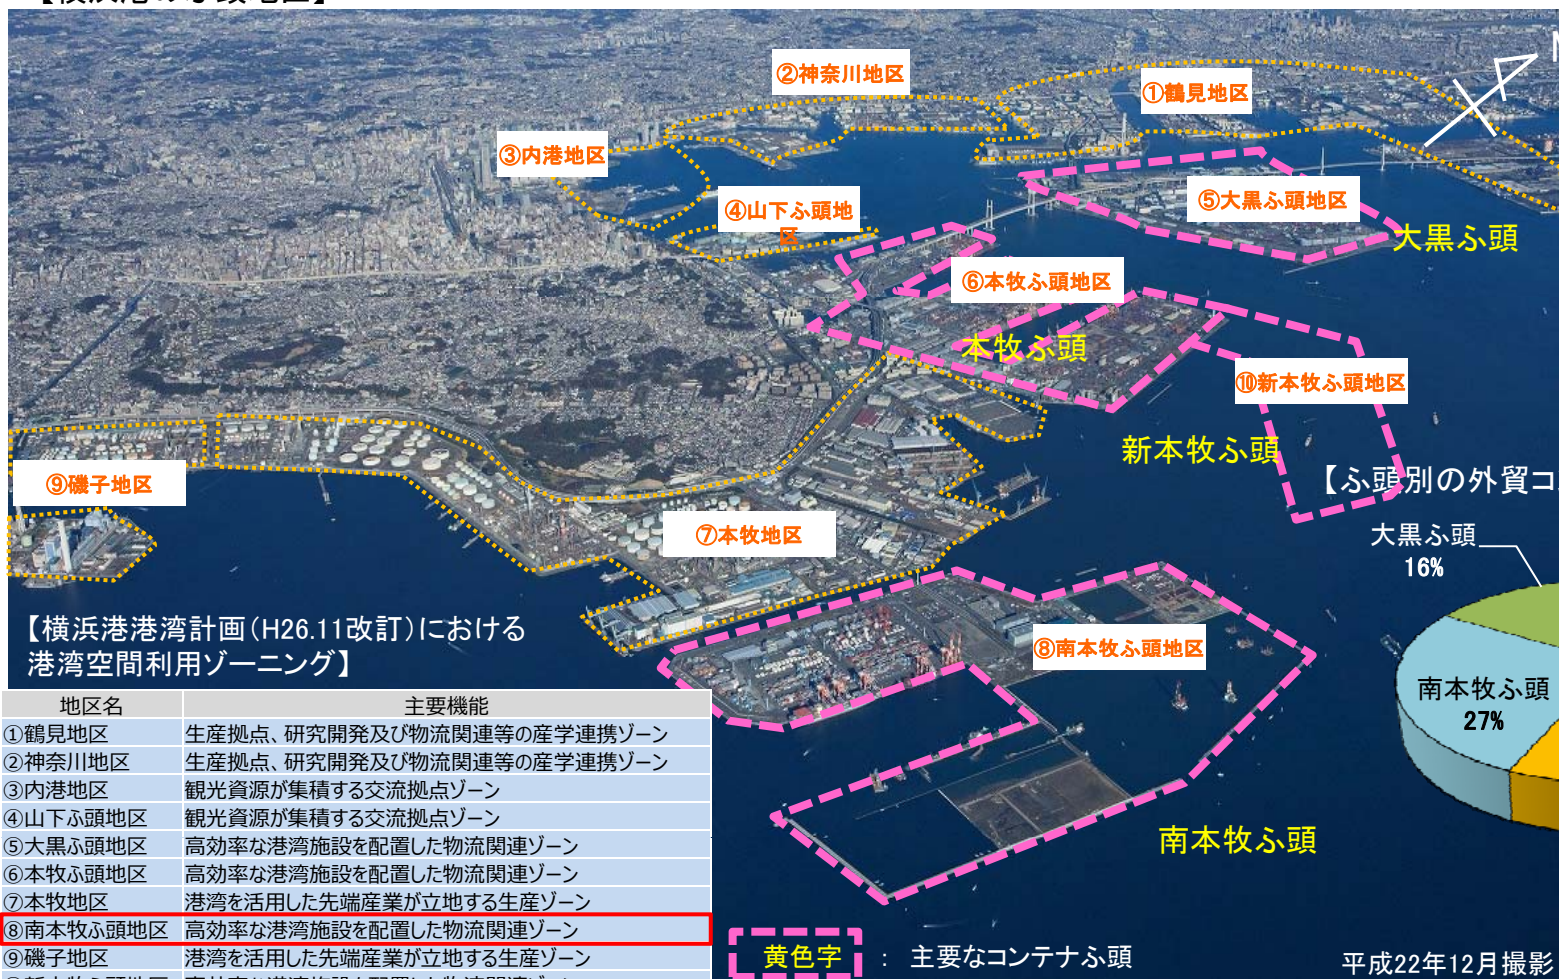 ②神奈川地区
①鶴見地区
③内港地区
④山下ふ頭地
区
⑤大黒ふ頭地区
大黒ふ頭
⑥本牧ふ頭地区
本牧ふ頭
⑩新本牧ふ頭地区
新本牧ふ頭
⑨磯子地区
⑦本牧地区
【ふ頭別の外貿コ
大黒ふ頭
16%
南本牧ふ頭
27%
⑧南本牧ふ頭地区
南本牧ふ頭
【横浜港港湾計画(H26.11改訂)における
港湾空間利用ゾーニング】
地区名 主要機能
①鶴見地区 生産拠点、研究開発及び物流関連等の産学連携ゾーン
②神奈川地区 生産拠点、研究開発及び物流関連等の産学連携ゾーン
③内港地区 観光資源が集積する交流拠点ゾーン
④山下ふ頭地区 観光資源が集積する交流拠点ゾーン
⑤大黒ふ頭地区 高効率な港湾施設を配置した物流関連ゾーン
⑥本牧ふ頭地区 高効率な港湾施設を配置した物流関連ゾーン
⑦本牧地区 港湾を活用した先端産業が立地する生産ゾーン
⑧南本牧ふ頭地区 高効率な港湾施設を配置した物流関連ゾーン
⑨磯子地区 港湾を活用した先端産業が立地する生産ゾーン
黄色字 : 主要なコンテナふ頭
平成22年12月撮影